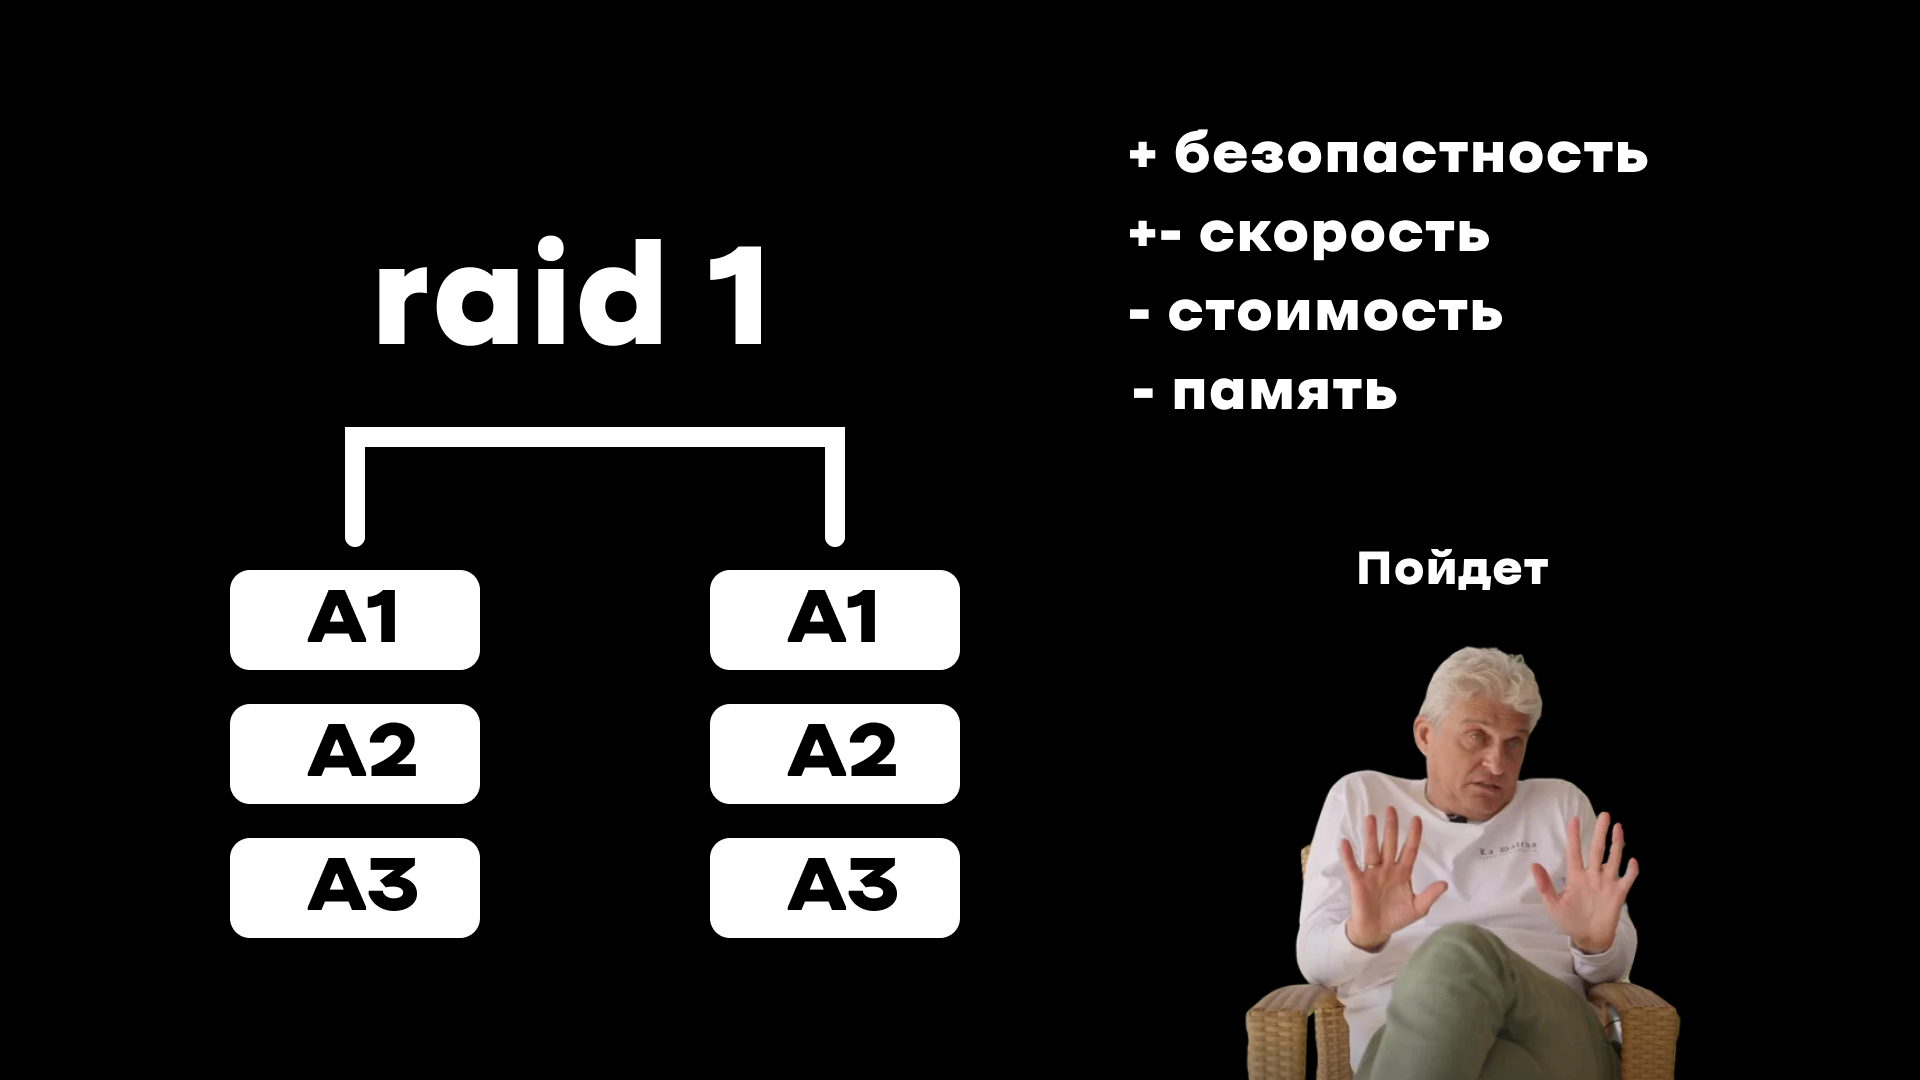 raid 1
A1
A2
A3
A1
A2
A3
+ безопастность
+- скорость
- стоимость
- память
Пойдет